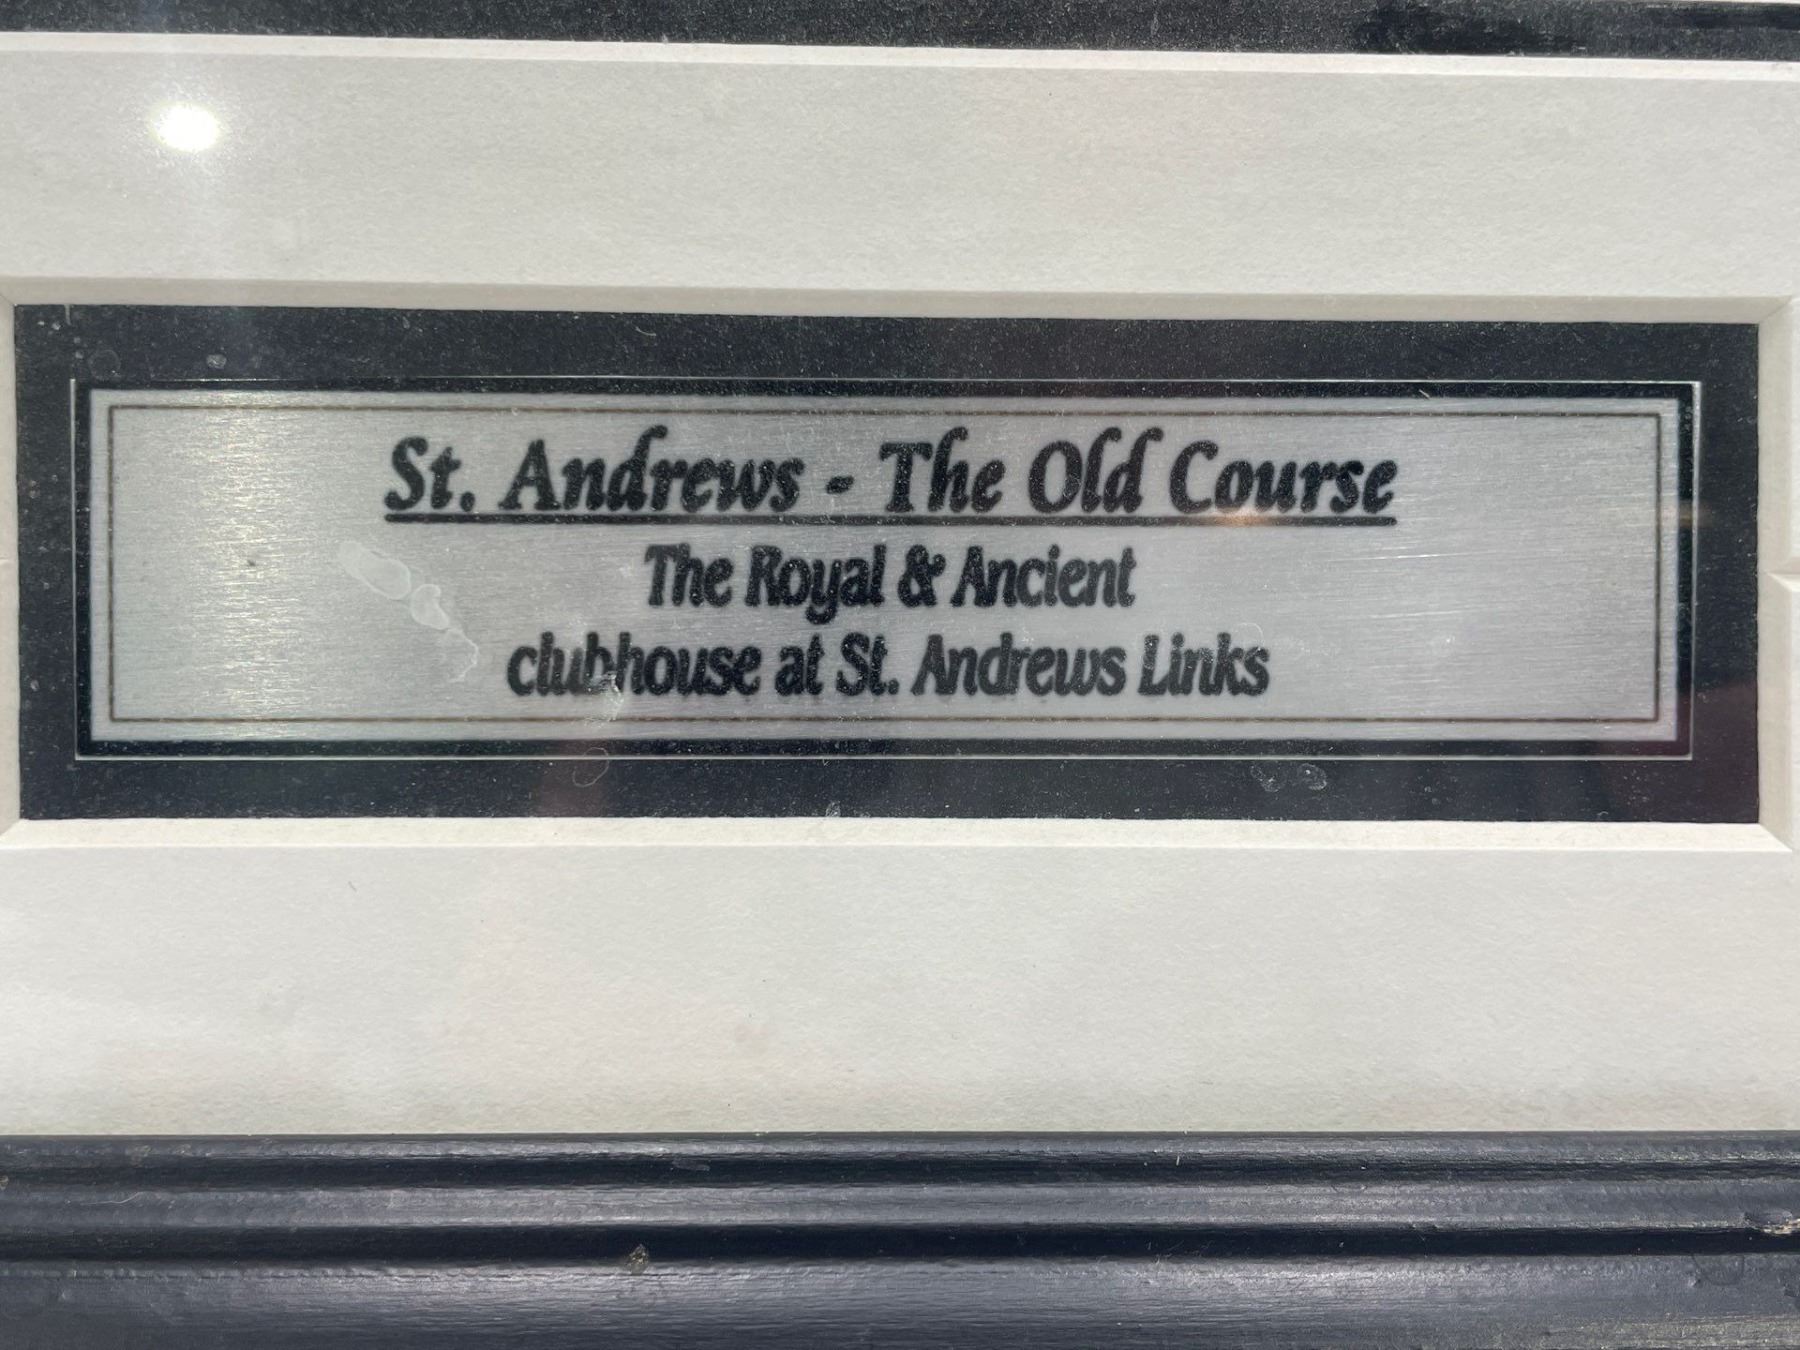 St. Andrews - The Old Course
The Royal & Ancient
clubhouse at St. Andrews Links